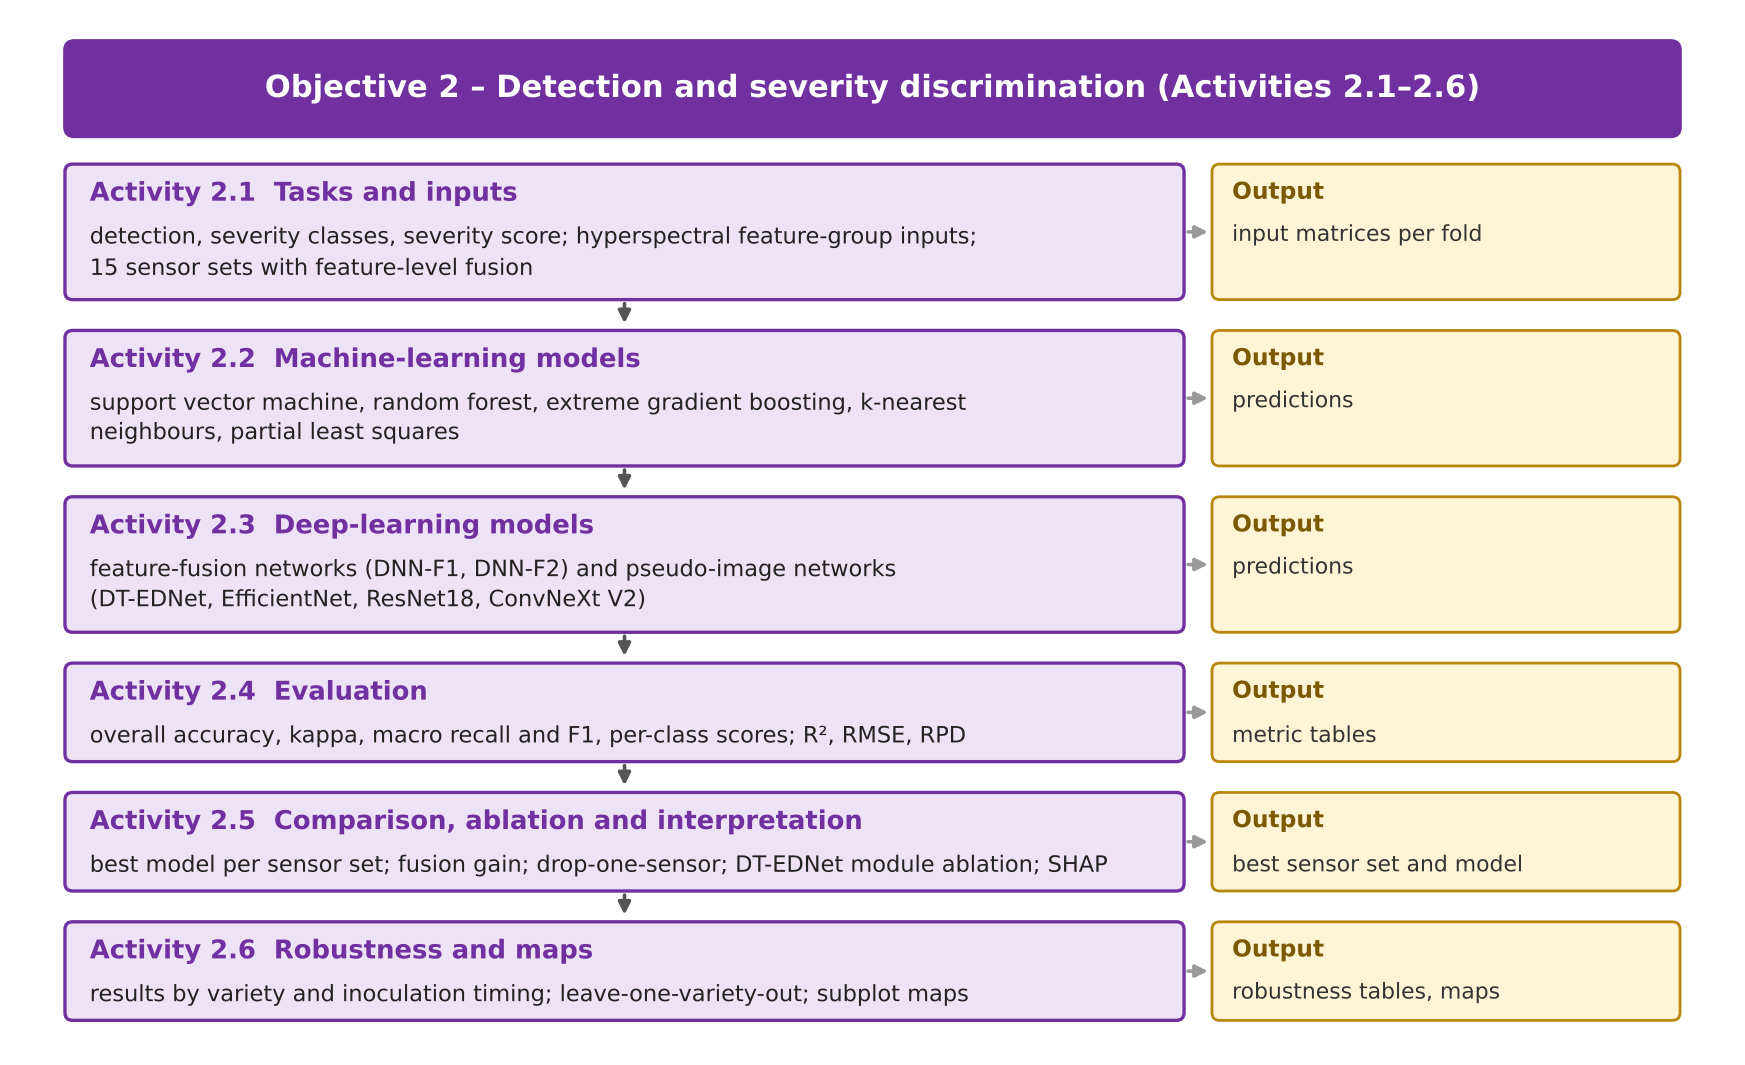 Objective 2 – Detection and severity discrimination (Activities 2.1–2.6)
Activity 2.1  Tasks and inputs
detection, severity classes, severity score; hyperspectral feature-group inputs;
15 sensor sets with feature-level fusion
Output
input matrices per fold
Activity 2.2  Machine-learning models
support vector machine, random forest, extreme gradient boosting, k-nearest
neighbours, partial least squares
Output
predictions
Activity 2.3  Deep-learning models
feature-fusion networks (DNN-F1, DNN-F2) and pseudo-image networks
(DT-EDNet, EfficientNet, ResNet18, ConvNeXt V2)
Output
predictions
Activity 2.4  Evaluation
overall accuracy, kappa, macro recall and F1, per-class scores; R², RMSE, RPD
Output
metric tables
Activity 2.5  Comparison, ablation and interpretation
best model per sensor set; fusion gain; drop-one-sensor; DT-EDNet module ablation; SHAP
Output
best sensor set and model
Activity 2.6  Robustness and maps
results by variety and inoculation timing; leave-one-variety-out; subplot maps
Output
robustness tables, maps